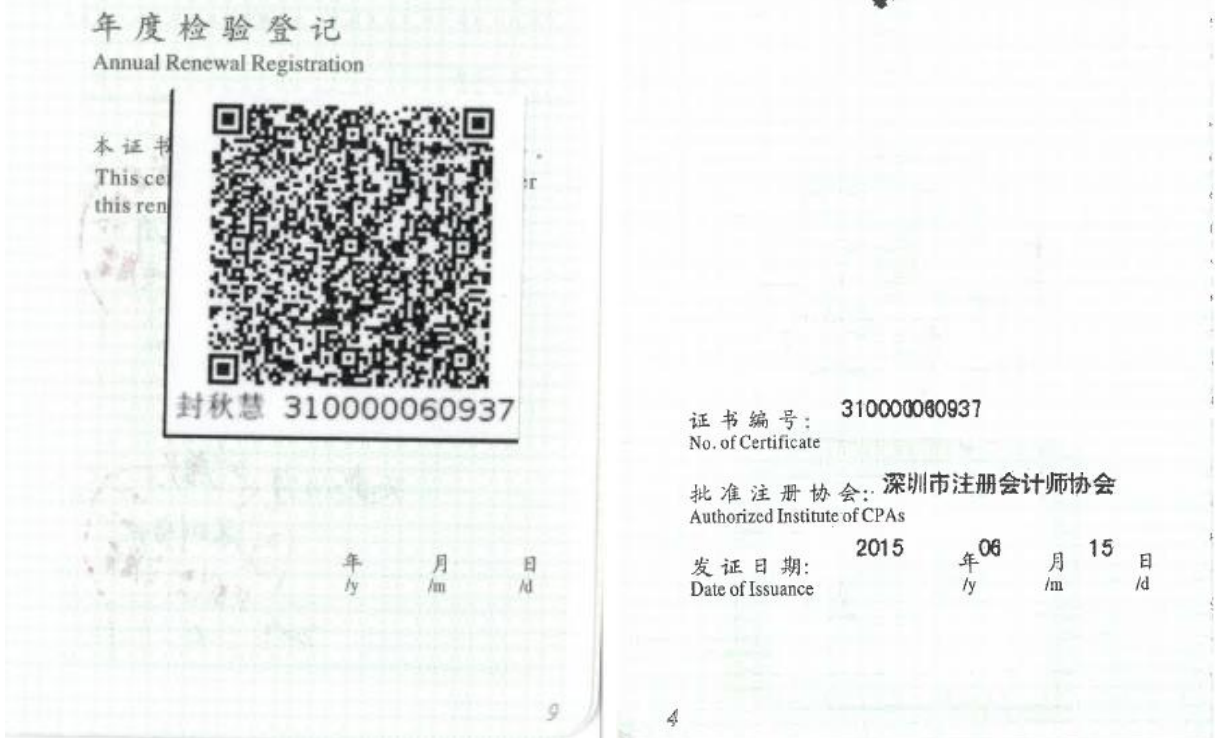 年度检验登记
Annual Renewal Registration
本证书
This ce
er
this ren
封秋慧 310000060937
年 月 日
/y /m /d
9
证书编号: 310000060937
No. of Certificate
批准注册协会: 深圳市注册会计师协会
Authorized Institute of CPAs
发证日期: 2015 年 06 月 15 日
Date of Issuance /y /m /d
4